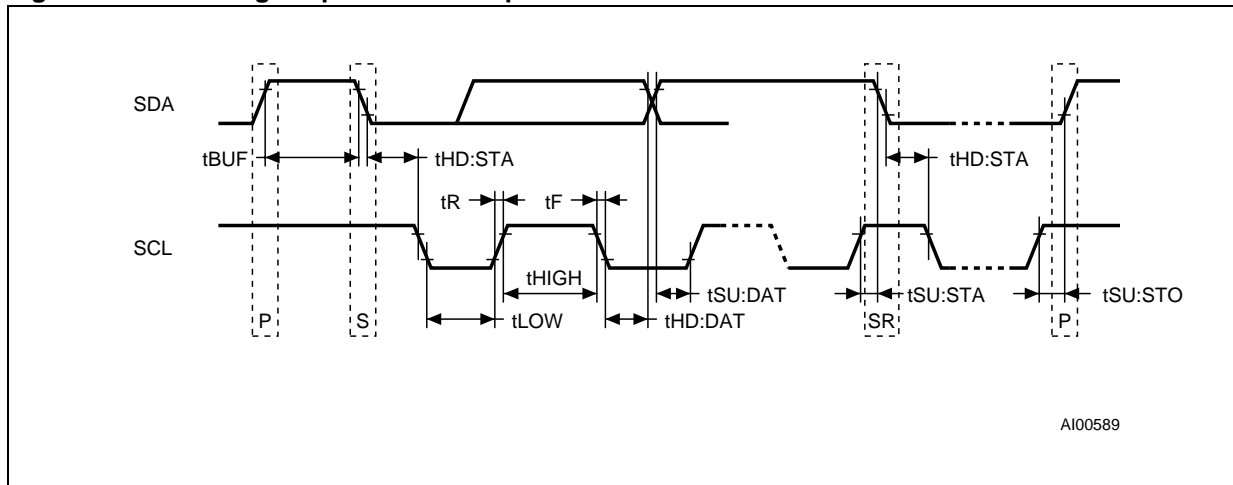 SDA
tBUF
tHD:STA
tHD:STA
tR
tF
SCL
tHIGH
tSU:DAT
tSU:STA
tSU:STO
P
S
tLOW
tHD:DAT
SR
P
AI00589